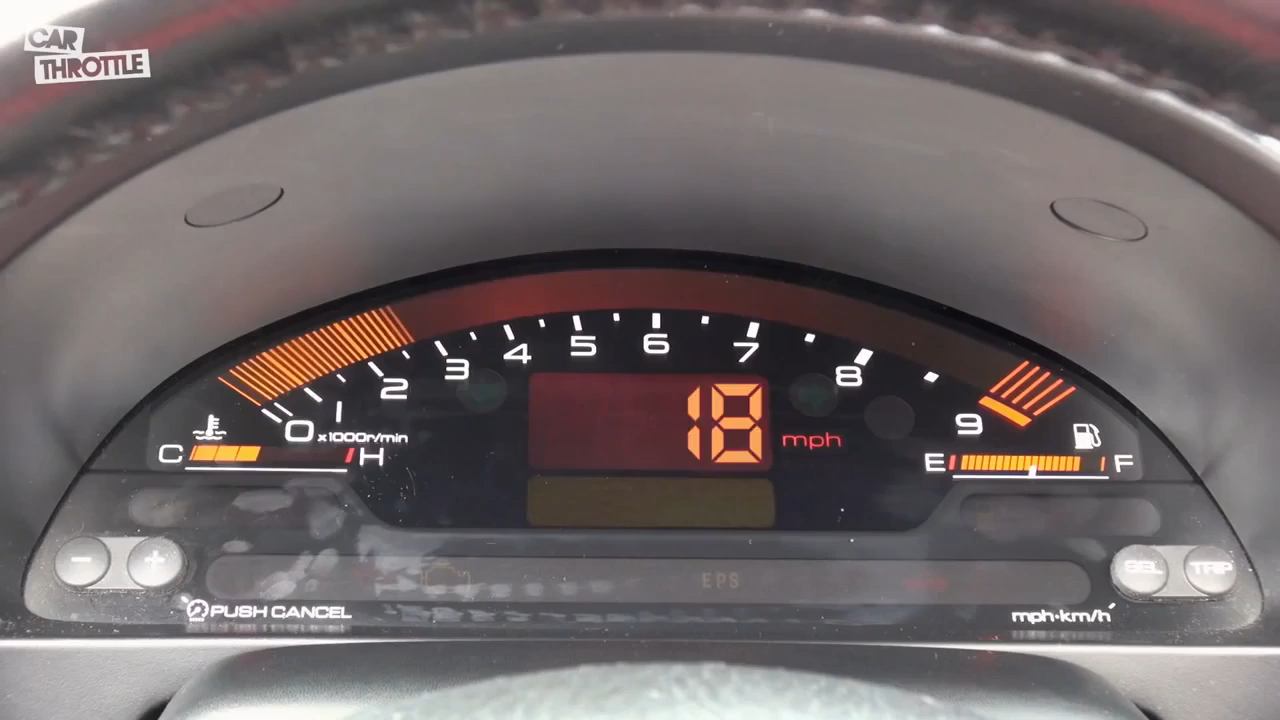 CAR
THROTTLE
0 1 2 3 4 5 6 7 8 9
x1000r/min
18 mph
C H
E F
- +
EPS
SEL TRIP
PUSH CANCEL
mph·km/h